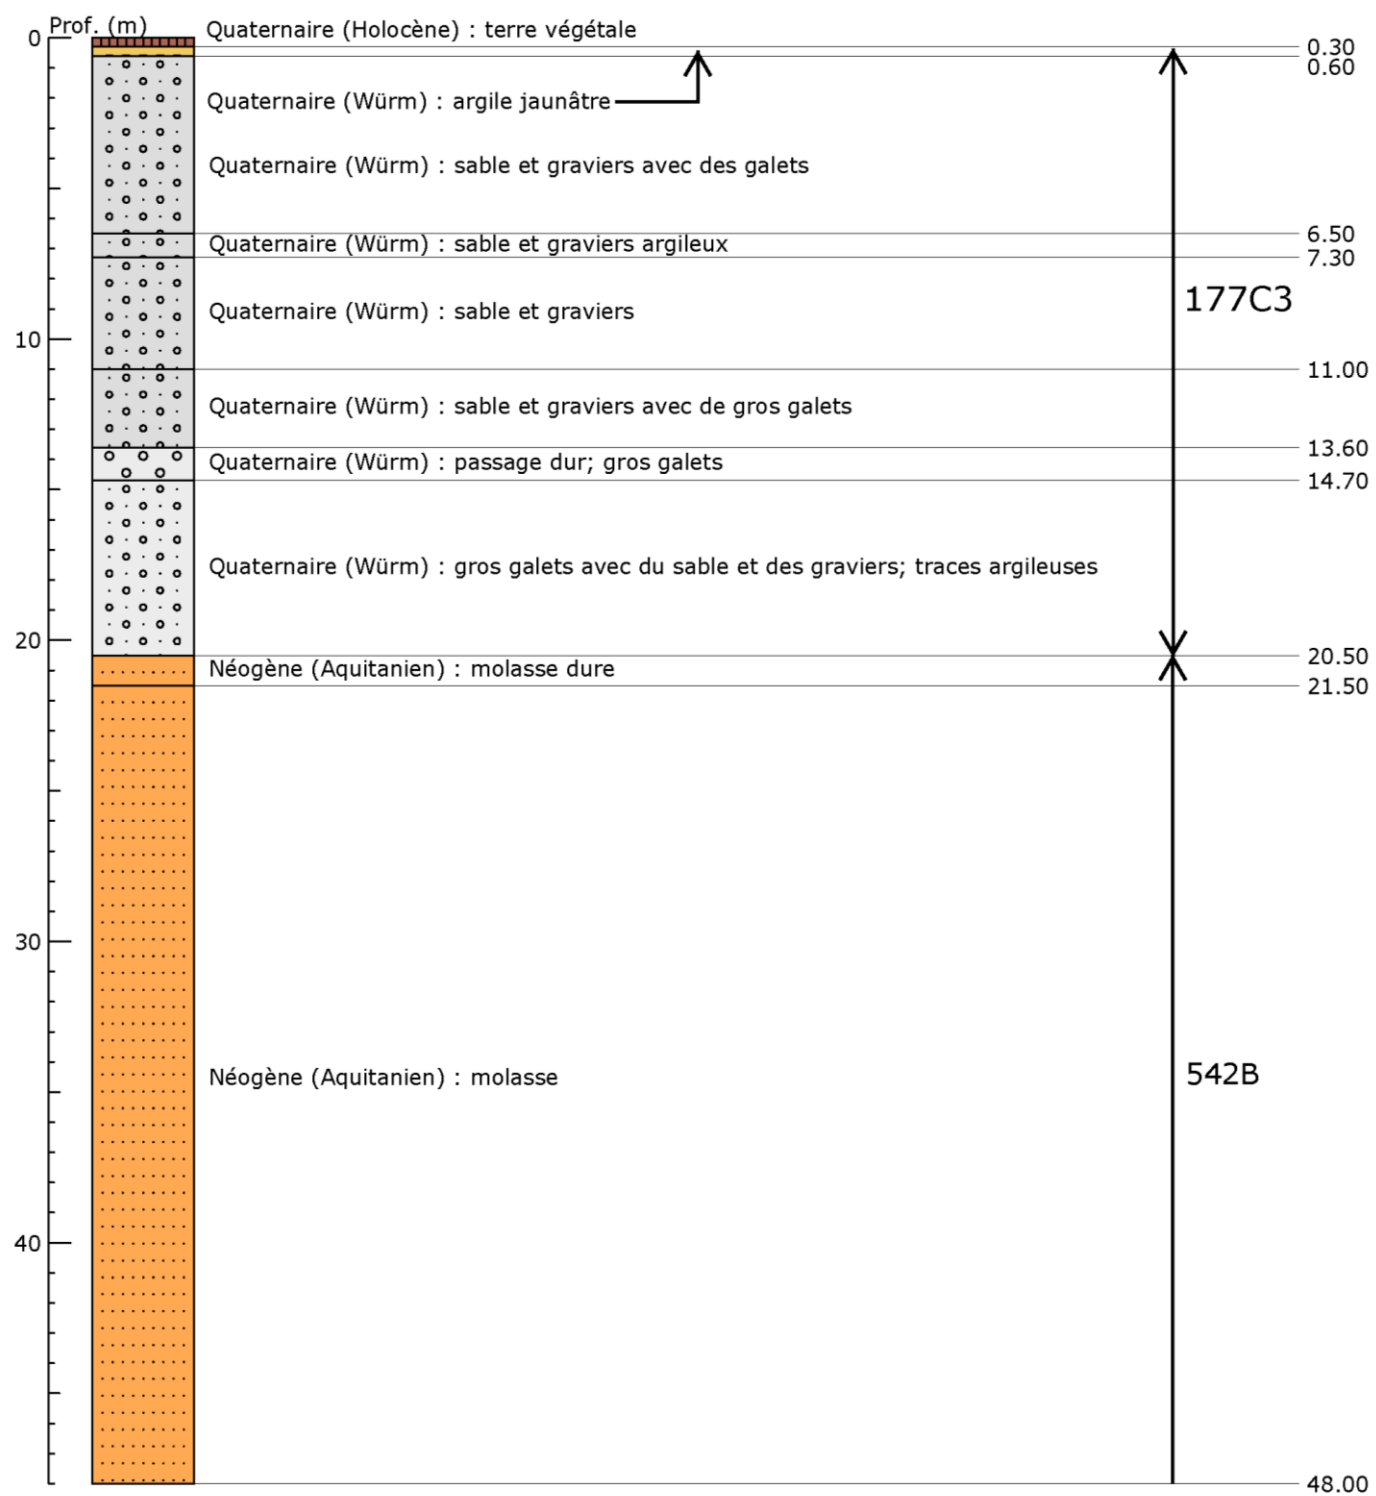 Prof. (m)
Quaternaire (Holocène) : terre végétale
0
0.30
0.60
Quaternaire (Würm) : argile jaunâtre
Quaternaire (Würm) : sable et graviers avec des galets
6.50
Quaternaire (Würm) : sable et graviers argileux
7.30
177C3
Quaternaire (Würm) : sable et graviers
10
11.00
Quaternaire (Würm) : sable et graviers avec de gros galets
13.60
Quaternaire (Würm) : passage dur; gros galets
14.70
Quaternaire (Würm) : gros galets avec du sable et des graviers; traces argileuses
20
20.50
Néogène (Aquitanien) : molasse dure
21.50
30
Néogène (Aquitanien) : molasse
542B
40
48.00